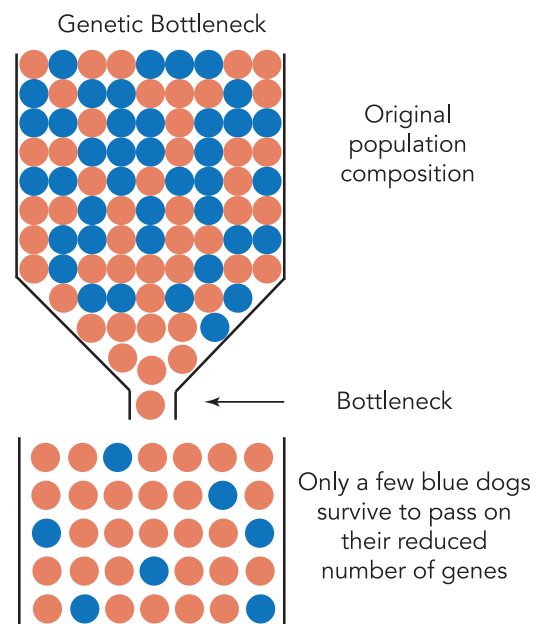 Genetic Bottleneck
Original
population
composition
Bottleneck
Only a few blue dogs
survive to pass on
their reduced
number of genes